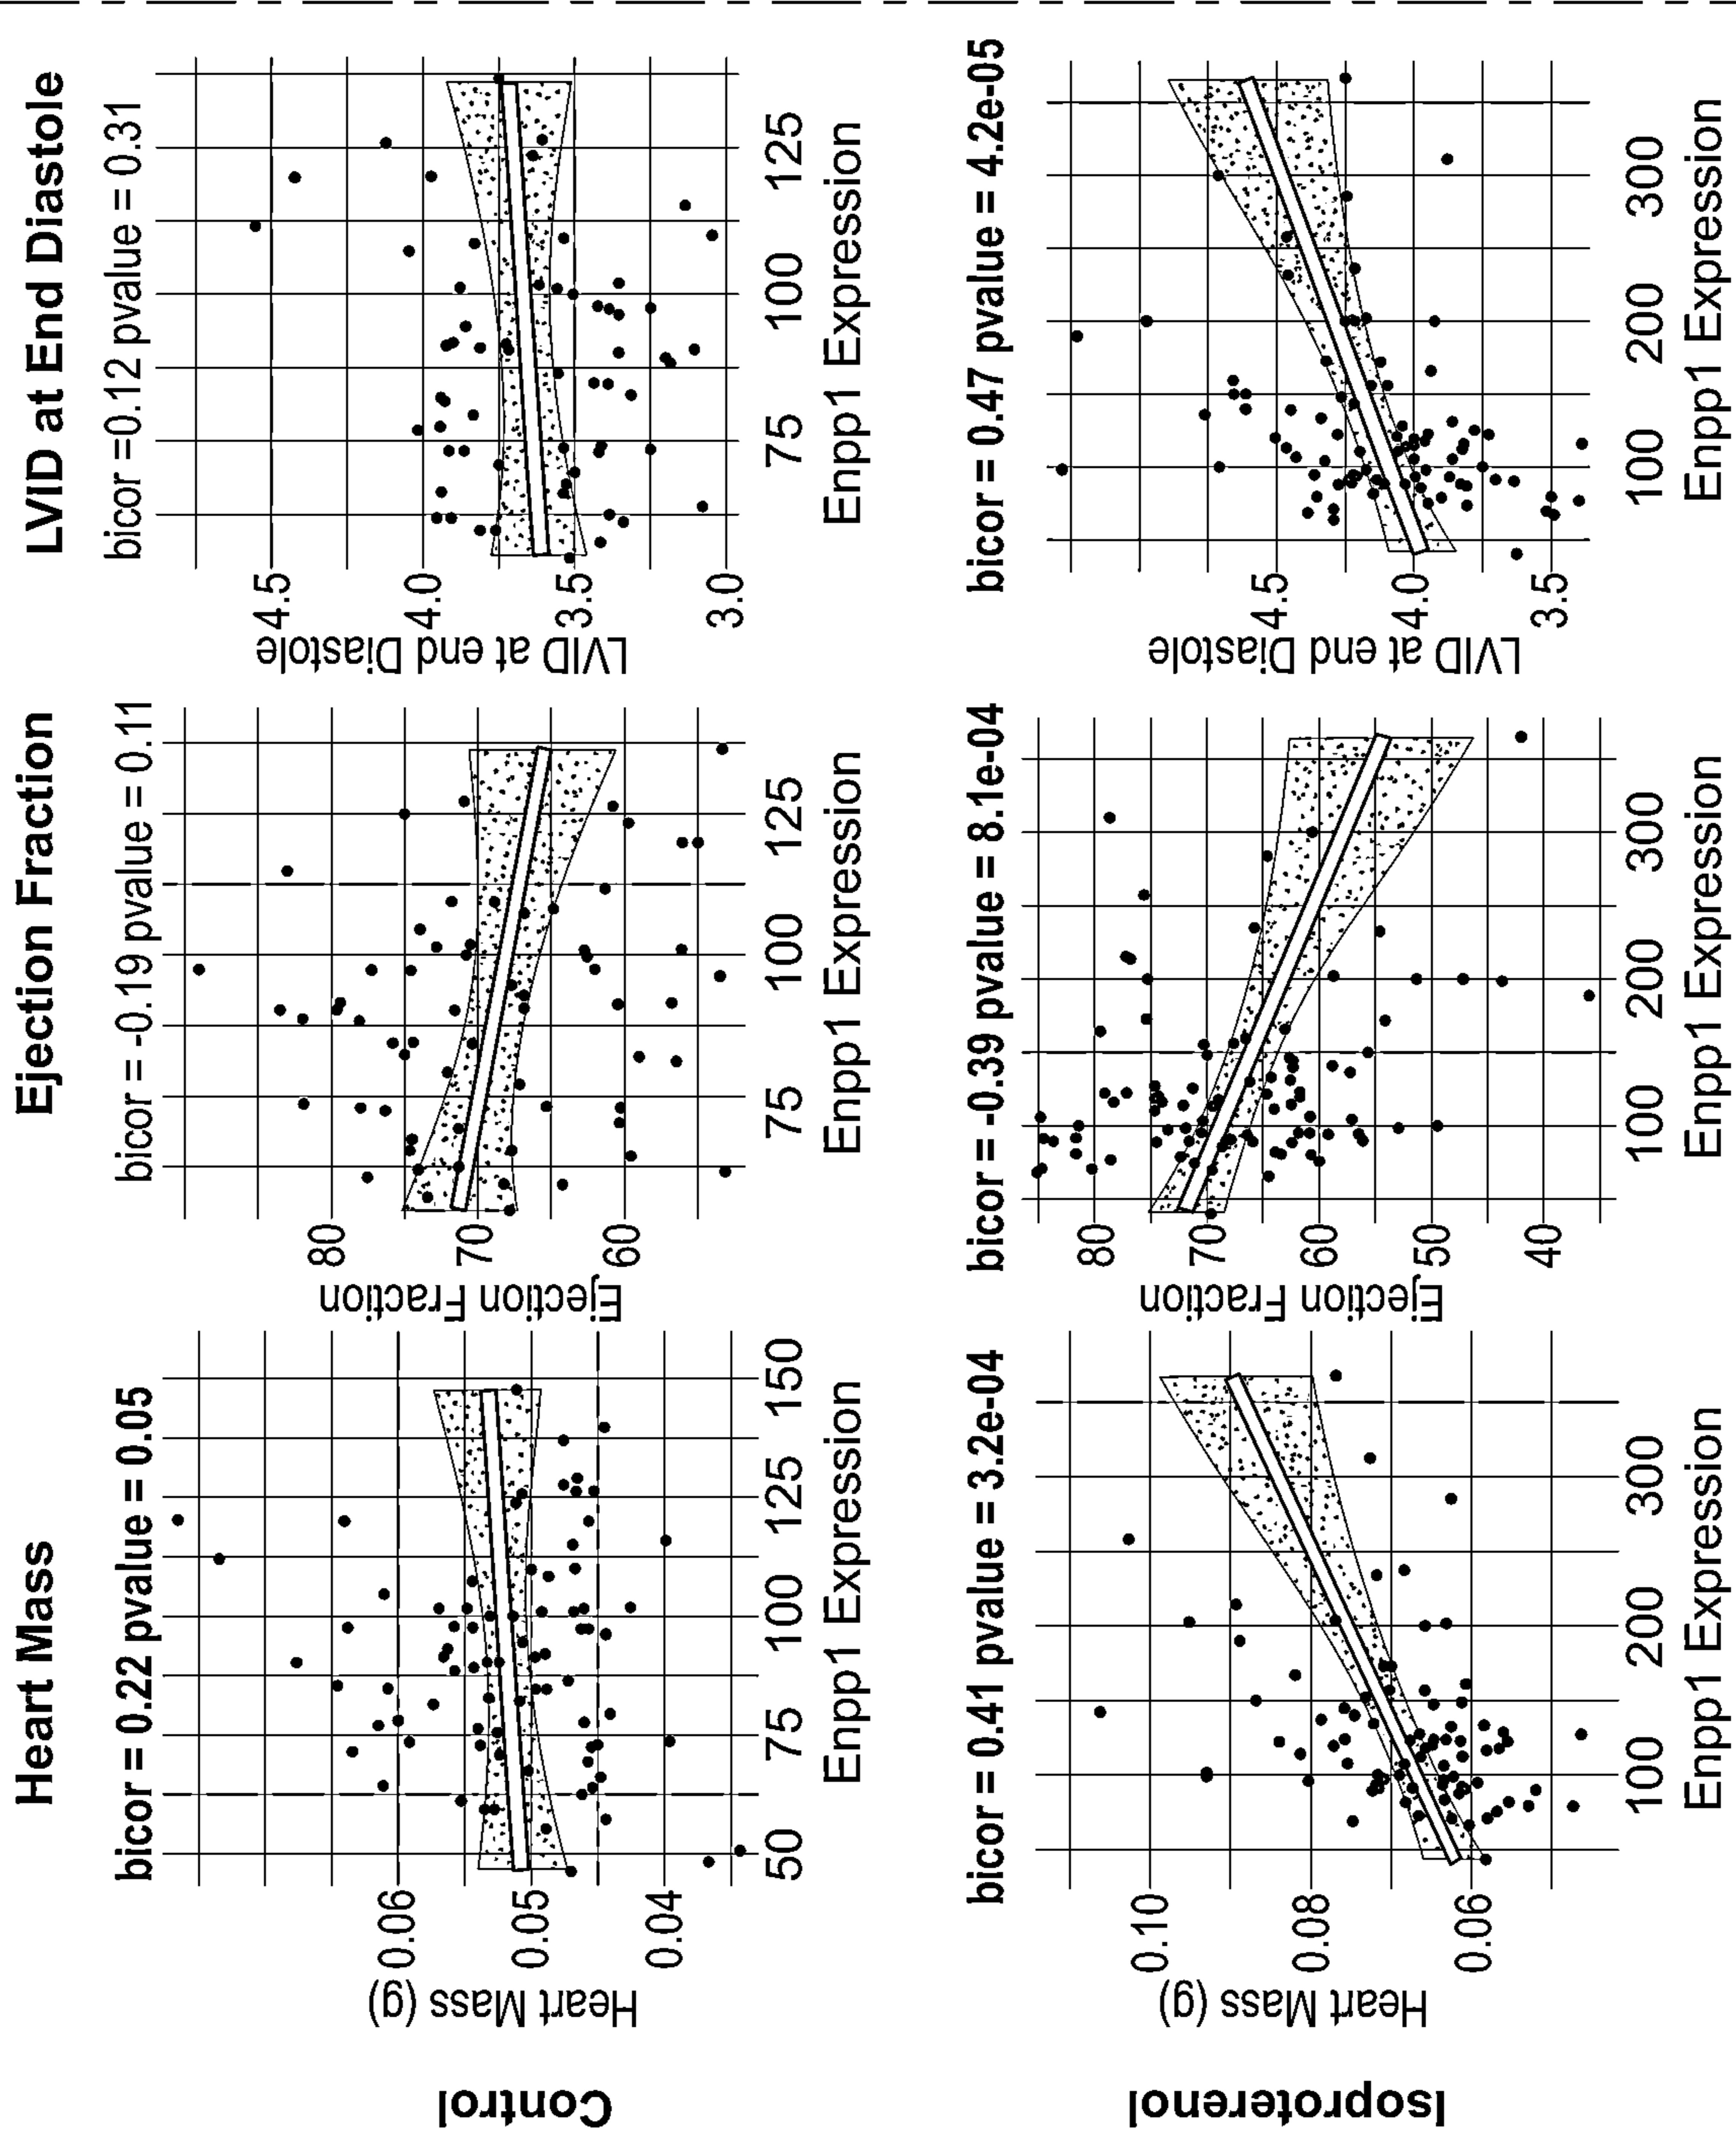 Heart Mass
Ejection Fraction
LVID at End Diastole
Control
bicor = 0.22 pvalue = 0.05
Heart Mass (g)
0.06
0.05
0.04
50 75 100 125 150
Enpp1 Expression
bicor = -0.19 pvalue = 0.11
Ejection Fraction
80
70
60
75 100 125
Enpp1 Expression
bicor =0.12 pvalue = 0.31
LVID at end Diastole
4.5
4.0
3.5
3.0
75 100 125
Enpp1 Expression
Isoproterenol
bicor = 0.41 pvalue = 3.2e-04
Heart Mass (g)
0.10
0.08
0.06
100 200 300
Enpp1 Expression
bicor = -0.39 pvalue = 8.1e-04
Ejection Fraction
80
70
60
50
40
100 200 300
Enpp1 Expression
bicor = 0.47 pvalue = 4.2e-05
LVID at end Diastole
4.5
4.0
3.5
100 200 300
Enpp1 Expression